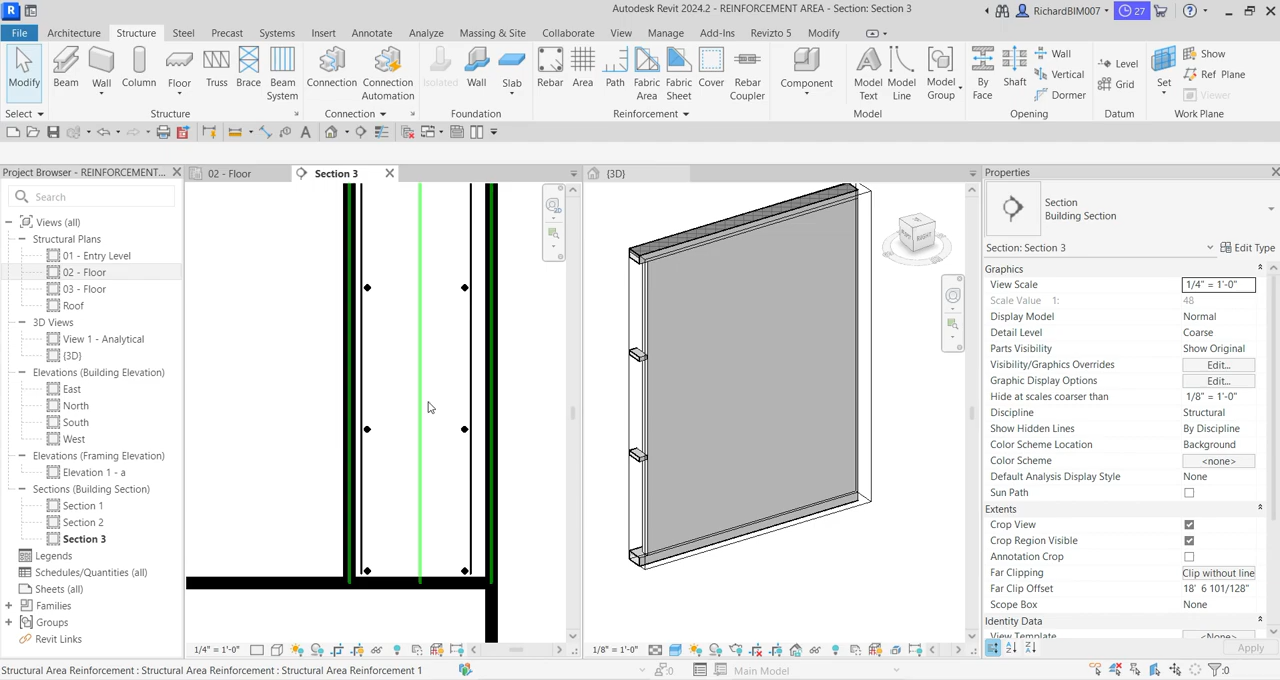 Autodesk Revit 2024.2 - REINFORCEMENT AREA - Section: Section 3
RichardBIM007
27
File Architecture Structure Steel Precast Systems Insert Annotate Analyze Massing & Site Collaborate View Manage Add-Ins Revizto 5 Modify
Modify Beam Wall Column Floor Truss Brace Beam System Connection Connection Automation Isolated Wall Slab Rebar Area Path Fabric Area Fabric Sheet Cover Rebar Coupler Component Model Text Model Line Model Group By Face Shaft Wall Vertical Dormer Level Grid Set Show Ref Plane Viewer
Select Structure Connection Foundation Reinforcement Model Opening Datum Work Plane
Project Browser - REINFORCEMENT...
Search
Views (all)
Structural Plans
01 - Entry Level
02 - Floor
03 - Floor
Roof
3D Views
View 1 - Analytical
{3D}
Elevations (Building Elevation)
East
North
South
West
Elevations (Framing Elevation)
Elevation 1 - a
Sections (Building Section)
Section 1
Section 2
Section 3
Legends
Schedules/Quantities (all)
Sheets (all)
Families
Groups
Revit Links
02 - Floor
Section 3
{3D}
RIGHT
1/4" = 1'-0"
1/8" = 1'-0"
Properties
Section
Building Section
Section: Section 3
Edit Type
Graphics
View Scale 1/4" = 1'-0"
Scale Value 1: 48
Display Model Normal
Detail Level Coarse
Parts Visibility Show Original
Visibility/Graphics Overrides Edit...
Graphic Display Options Edit...
Hide at scales coarser than 1/8" = 1'-0"
Discipline Structural
Show Hidden Lines By Discipline
Color Scheme Location Background
Color Scheme <none>
Default Analysis Display Style None
Sun Path
Extents
Crop View
Crop Region Visible
Annotation Crop
Far Clipping Clip without line
Far Clip Offset 18' 6 101/128"
Scope Box None
Identity Data
View Template <None>
Apply
Structural Area Reinforcement : Structural Area Reinforcement : Structural Area Reinforcement 1
:0
Main Model
:0